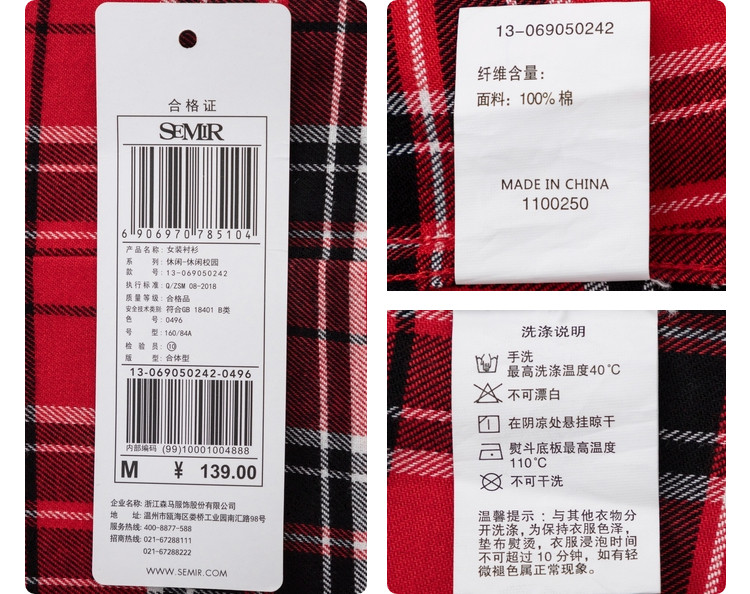 合格证
SEMIR
6 906970 785104
产品名称: 女装衬衫
系 列: 休闲-休闲校园
款 号: 13-069050242
执行标准: Q/ZSM 08-2018
质量等级: 合格品
安全技术类别: 符合GB 18401 B类
色 号: 0496
号 型: 160/84A
检 验 员: ⑩
版 型: 合体型
13-069050242-0496
内部编码 (99)10001004888
M ¥ 139.00
企业名称: 浙江森马服饰股份有限公司
地 址: 温州市瓯海区娄桥工业园南汇路98号
服务热线: 400-8877-588
招商热线: 021-67288111
021-67288222
WWW.SEMIR.COM
13-069050242
纤维含量:
面料: 100% 棉
MADE IN CHINA
1100250
洗涤说明
手洗
最高洗涤温度40℃
不可漂白
在阴凉处悬挂晾干
熨斗底板最高温度
110℃
不可干洗
温馨提示：与其他衣物分
开洗涤,为保持衣服色泽,
垫布熨烫,衣服浸泡时间
不可超过10分钟,如有轻
微褪色属正常现象。